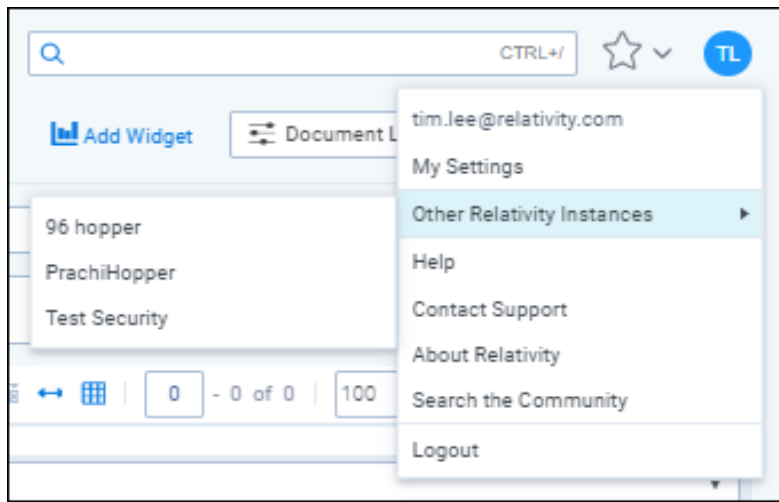 CTRL+/
TL
Add Widget
Document L
tim.lee@relativity.com
My Settings
Other Relativity Instances
Help
Contact Support
About Relativity
Search the Community
Logout
96 hopper
PrachiHopper
Test Security
0 - 0 of 0 100